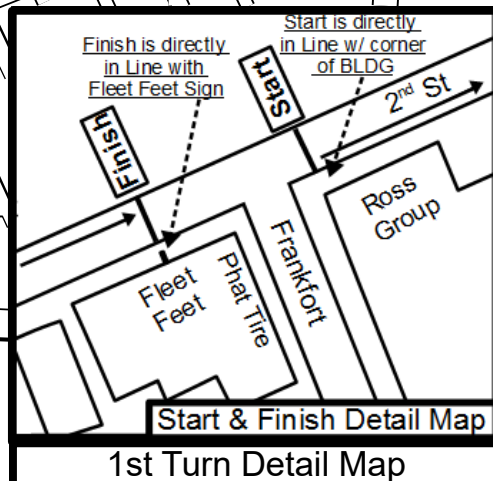 Finish is directly
in Line with
Fleet Feet Sign
Start is directly
in Line w/ corner
of BLDG
Finish
Start
2nd St
Ross
Group
Frankfort
Phat Tire
Fleet
Feet
Start & Finish Detail Map
1st Turn Detail Map